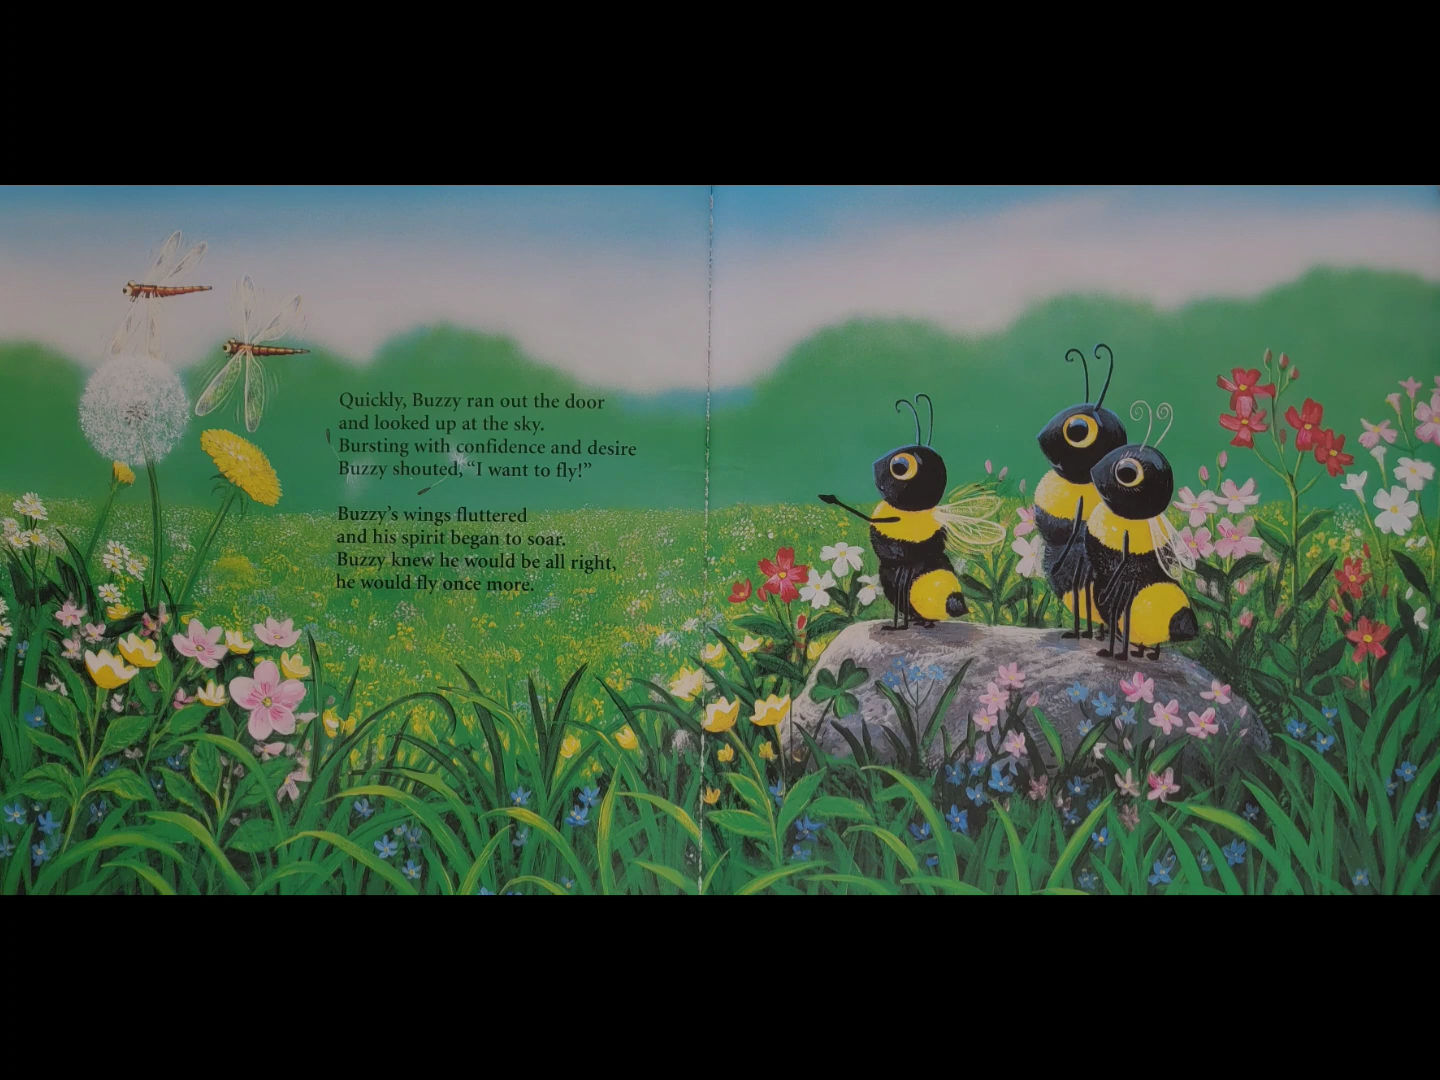 Quickly, Buzzy ran out the door
and looked up at the sky.
Bursting with confidence and desire
Buzzy shouted, “I want to fly!”
Buzzy’s wings fluttered
and his spirit began to soar.
Buzzy knew he would be all right,
he would fly once more.